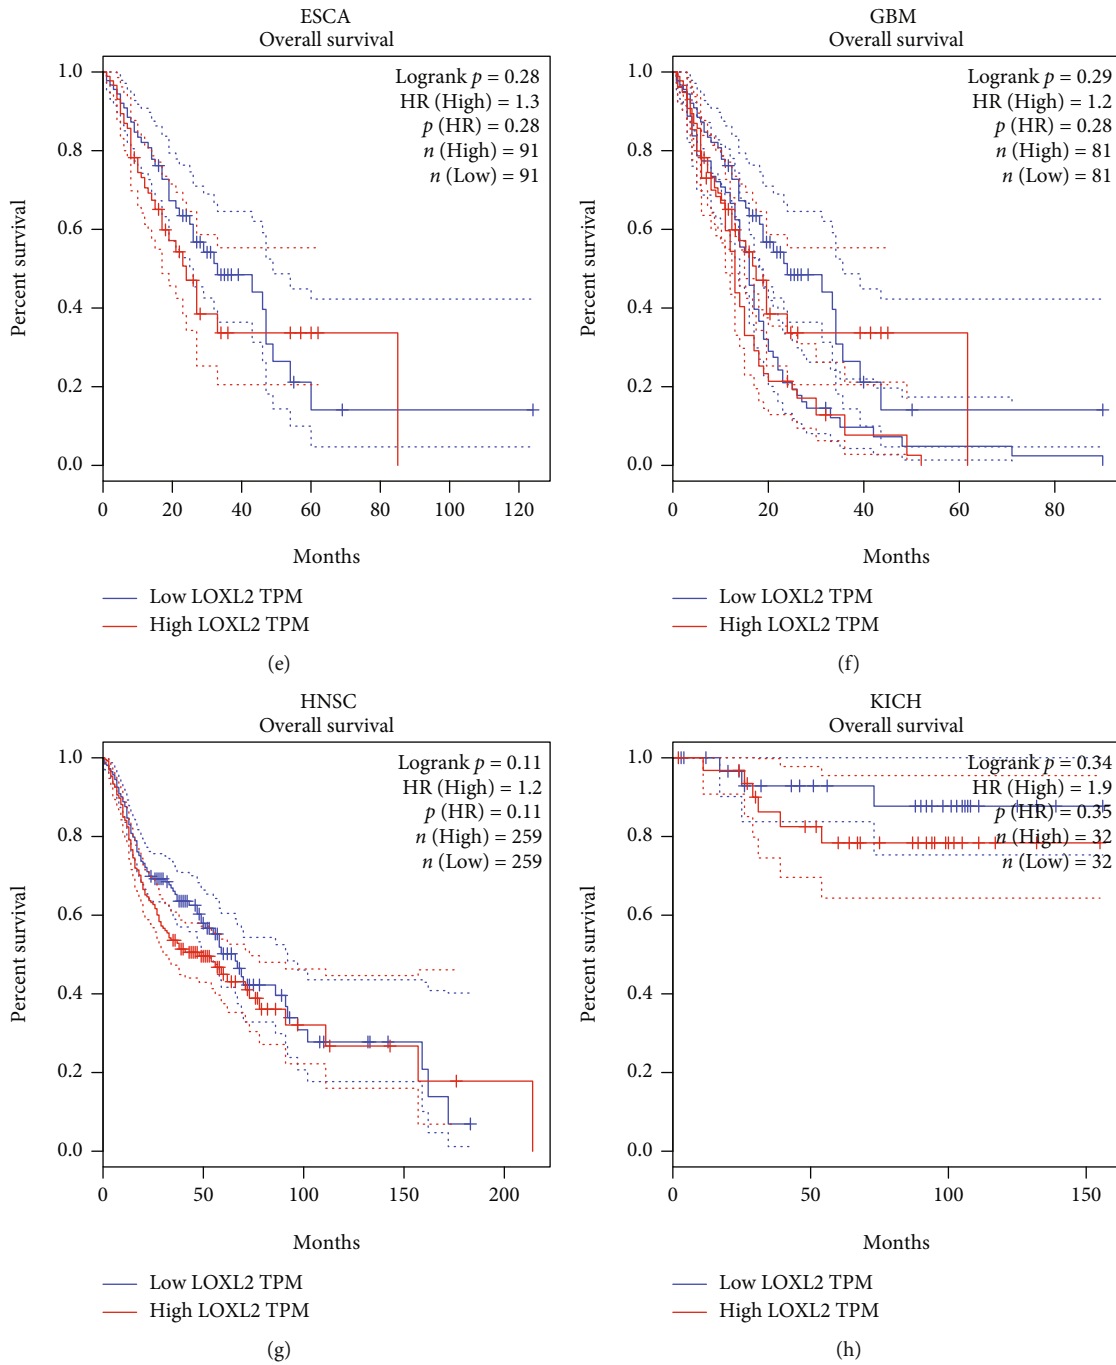 ESCA
Overall survival
Logrank p = 0.28
HR (High) = 1.3
p (HR) = 0.28
n (High) = 91
n (Low) = 91
Percent survival
1.0
0.8
0.6
0.4
0.2
0.0
0 20 40 60 80 100 120
Months
Low LOXL2 TPM
High LOXL2 TPM
(e)
GBM
Overall survival
Logrank p = 0.29
HR (High) = 1.2
p (HR) = 0.28
n (High) = 81
n (Low) = 81
Percent survival
1.0
0.8
0.6
0.4
0.2
0.0
0 20 40 60 80
Months
Low LOXL2 TPM
High LOXL2 TPM
(f)
HNSC
Overall survival
Logrank p = 0.11
HR (High) = 1.2
p (HR) = 0.11
n (High) = 259
n (Low) = 259
Percent survival
1.0
0.8
0.6
0.4
0.2
0.0
0 50 100 150 200
Months
Low LOXL2 TPM
High LOXL2 TPM
(g)
KICH
Overall survival
Logrank p = 0.34
HR (High) = 1.9
p (HR) = 0.35
n (High) = 32
n (Low) = 32
Percent survival
1.0
0.8
0.6
0.4
0.2
0.0
0 50 100 150
Months
Low LOXL2 TPM
High LOXL2 TPM
(h)